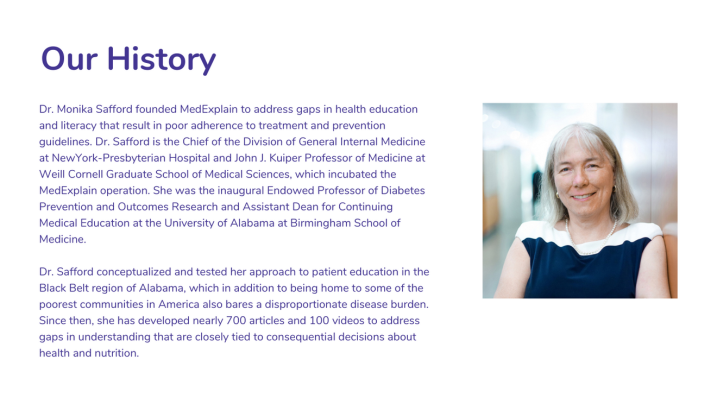 Our History
Dr. Monika Safford founded MedExplain to address gaps in health education
and literacy that result in poor adherence to treatment and prevention
guidelines. Dr. Safford is the Chief of the Division of General Internal Medicine
at NewYork-Presbyterian Hospital and John J. Kuiper Professor of Medicine at
Weill Cornell Graduate School of Medical Sciences, which incubated the
MedExplain operation. She was the inaugural Endowed Professor of Diabetes
Prevention and Outcomes Research and Assistant Dean for Continuing
Medical Education at the University of Alabama at Birmingham School of
Medicine.
Dr. Safford conceptualized and tested her approach to patient education in the
Black Belt region of Alabama, which in addition to being home to some of the
poorest communities in America also bares a disproportionate disease burden.
Since then, she has developed nearly 700 articles and 100 videos to address
gaps in understanding that are closely tied to consequential decisions about
health and nutrition.